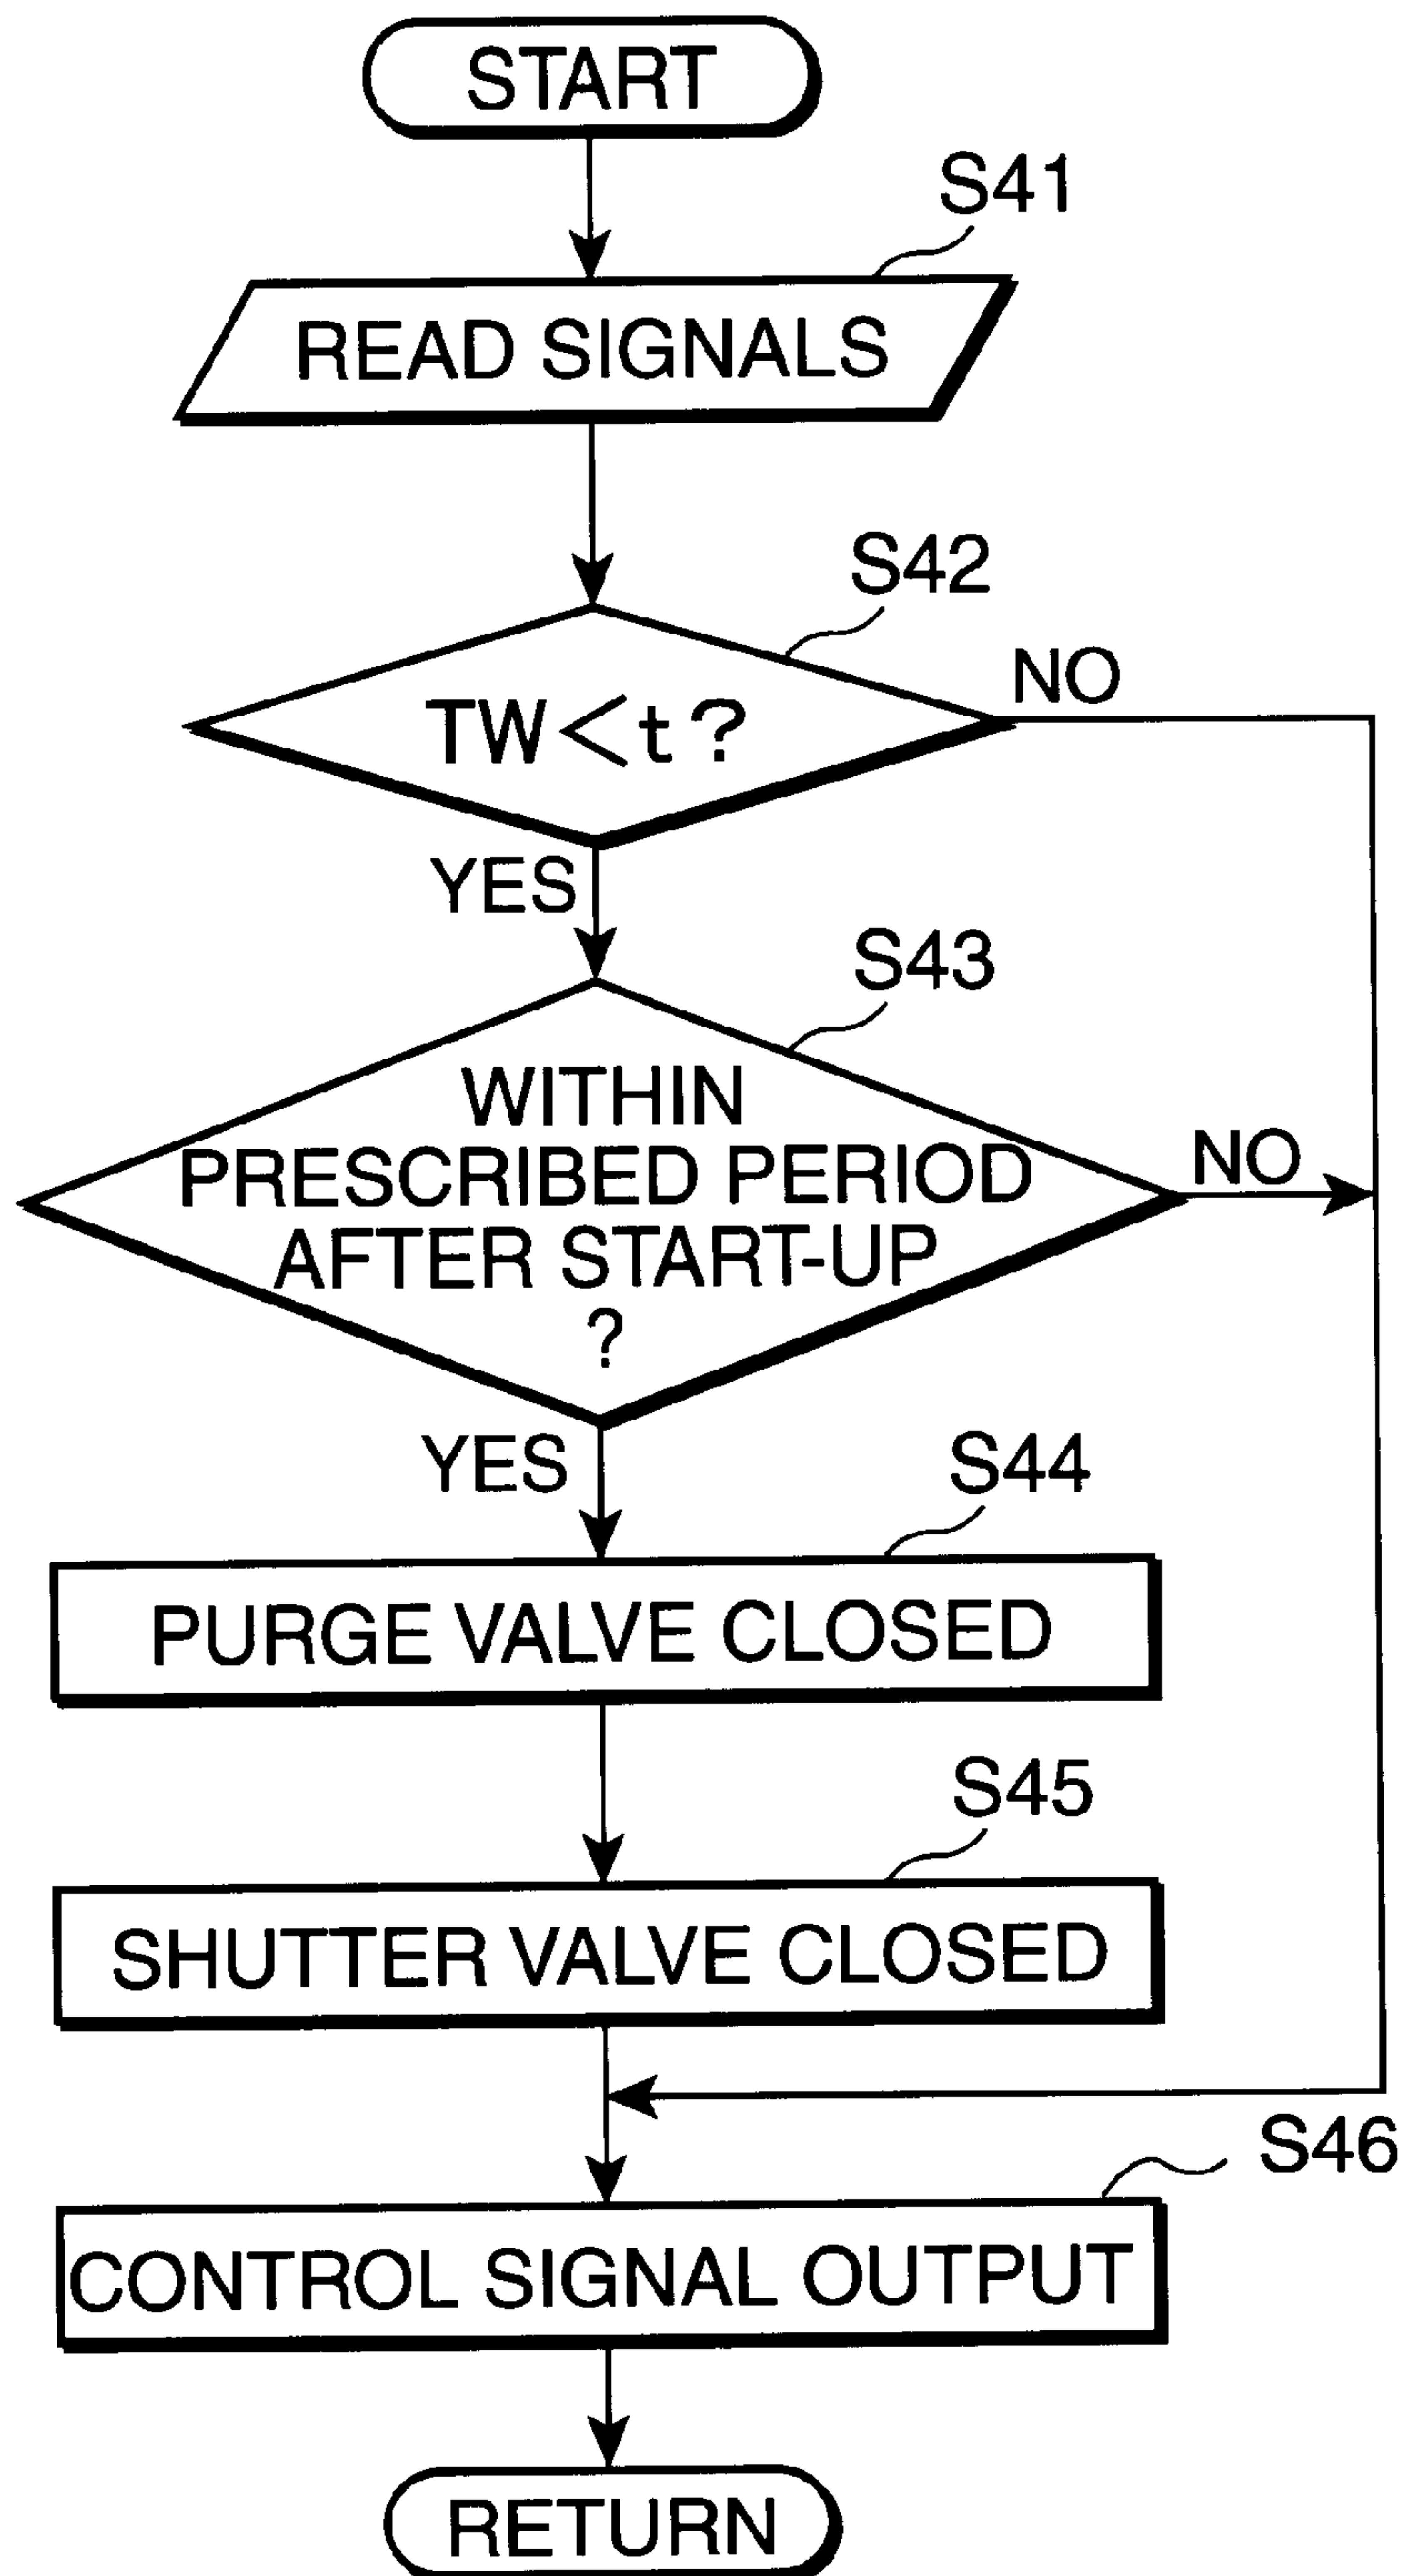 START
S41
READ SIGNALS
S42
TW<t?
NO
YES
S43
WITHIN
PRESCRIBED PERIOD
AFTER START-UP
?
NO
YES
S44
PURGE VALVE CLOSED
S45
SHUTTER VALVE CLOSED
S46
CONTROL SIGNAL OUTPUT
RETURN